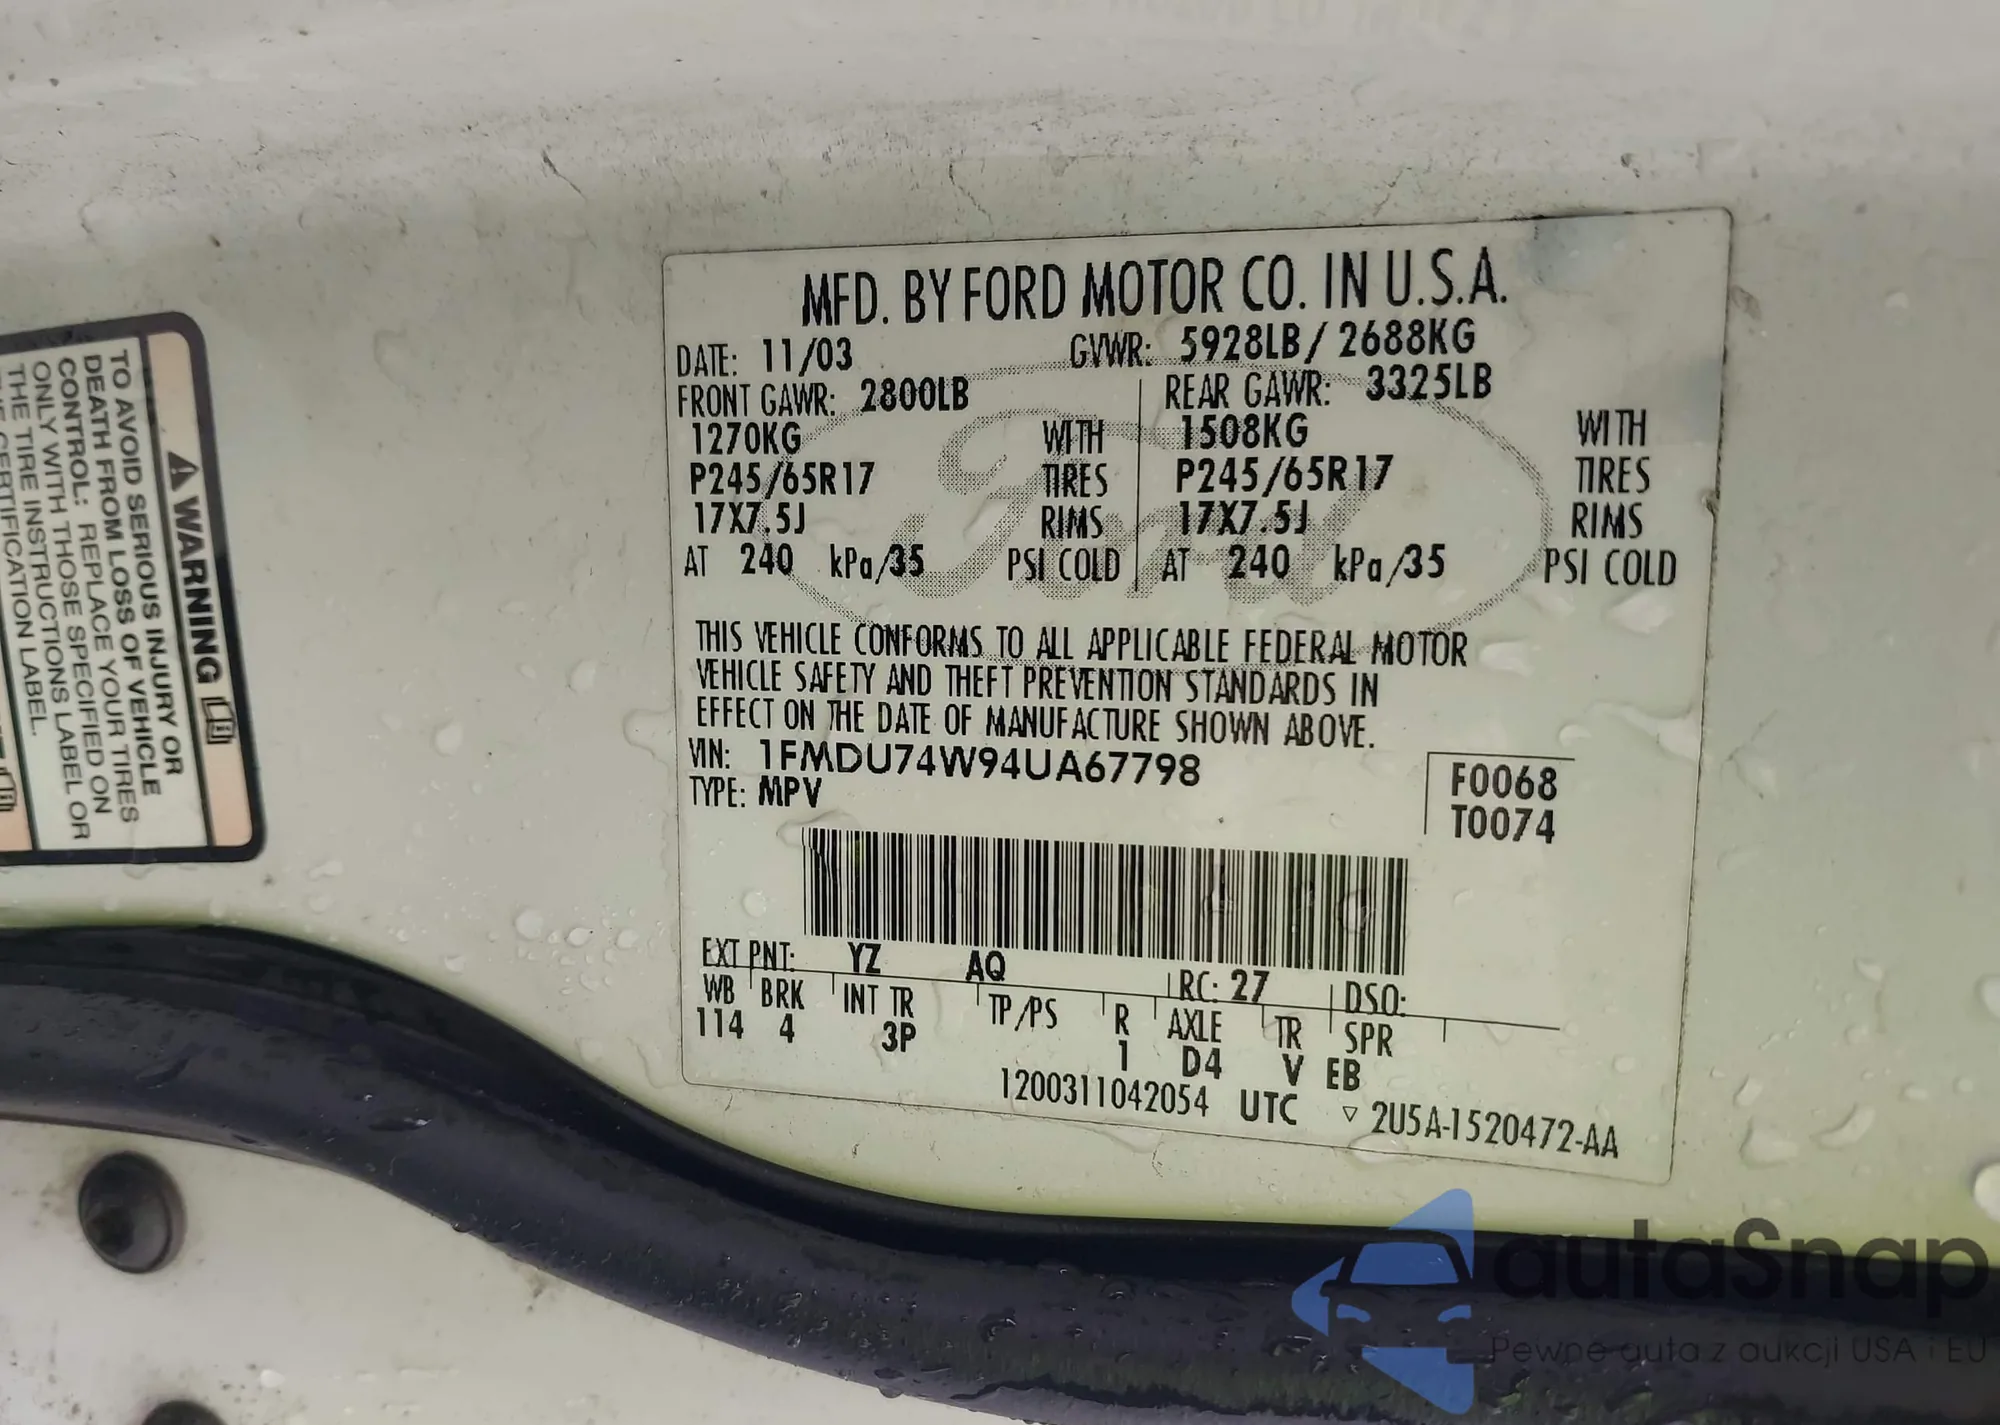 MFD. BY FORD MOTOR CO. IN U.S.A.
DATE: 11/03 GVWR: 5928LB/2688KG
FRONT GAWR: 2800LB REAR GAWR: 3325LB
1270KG WITH 1508KG WITH
P245/65R17 TIRES P245/65R17 TIRES
17X7.5J RIMS 17X7.5J RIMS
AT 240 kPa/35 PSI COLD AT 240 kPa/35 PSI COLD
Ford
THIS VEHICLE CONFORMS TO ALL APPLICABLE FEDERAL MOTOR
VEHICLE SAFETY AND THEFT PREVENTION STANDARDS IN
EFFECT ON THE DATE OF MANUFACTURE SHOWN ABOVE.
VIN: 1FMDU74W94UA67798
TYPE: MPV
F0068
T0074
EXT PNT: YZ AQ RC: 27 DSO:
WB BRK INT TR TP/PS R AXLE TR SPR
114 4 3P 1 D4 V EB
1200311042054 UTC ▿ 2U5A-1520472-AA
⚠WARNING
TO AVOID SERIOUS INJURY OR
DEATH FROM LOSS OF VEHICLE
CONTROL: REPLACE YOUR TIRES
ONLY WITH THOSE SPECIFIED ON
THE TIRE INSTRUCTIONS LABEL OR
THE CERTIFICATION LABEL.
autaSnap
Pewne auta z aukcji USA i EU